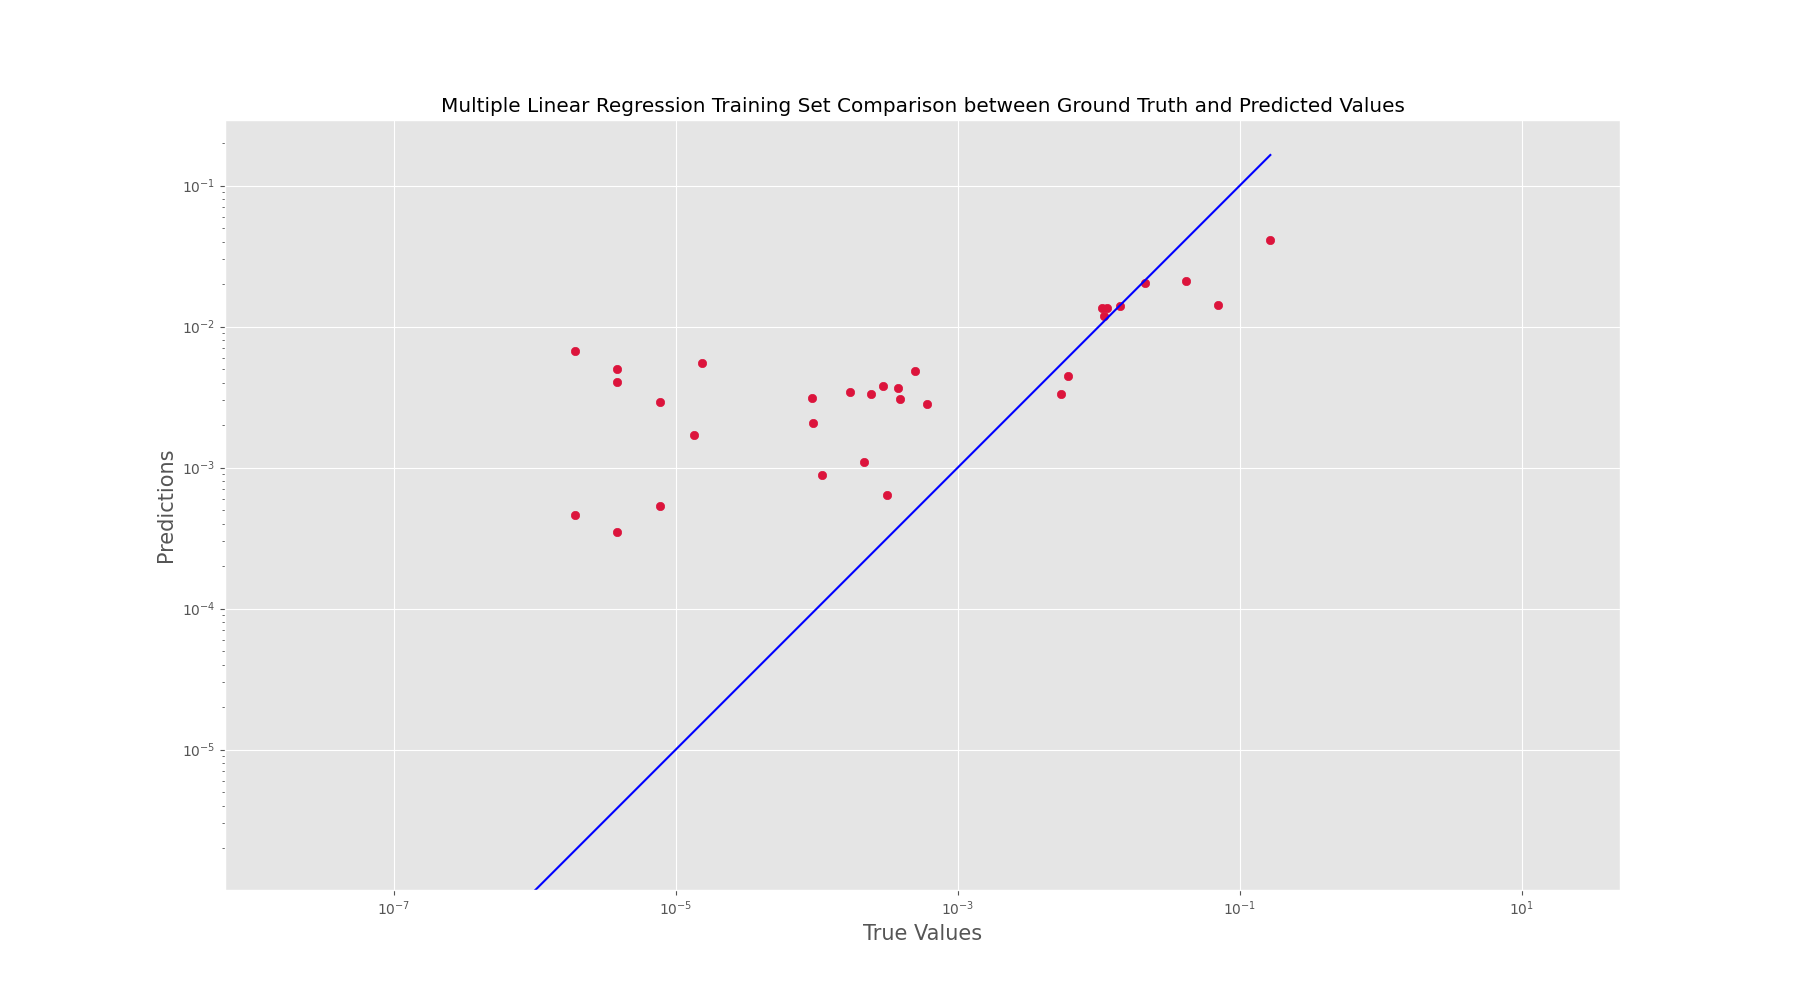 Multiple Linear Regression Training Set Comparison between Ground Truth and Predicted Values
10⁻¹
10⁻²
10⁻³
10⁻⁴
10⁻⁵
Predictions
10⁻⁷ 10⁻⁵ 10⁻³ 10⁻¹ 10¹
True Values